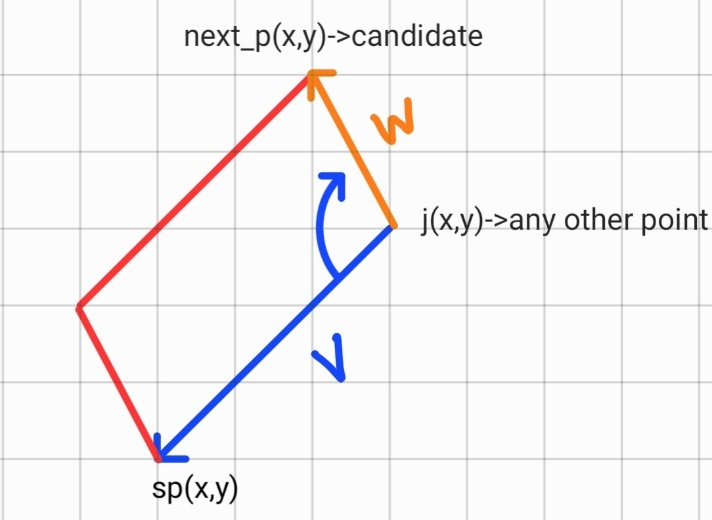 next_p(x,y)->candidate
W
j(x,y)->any other point
V
sp(x,y)